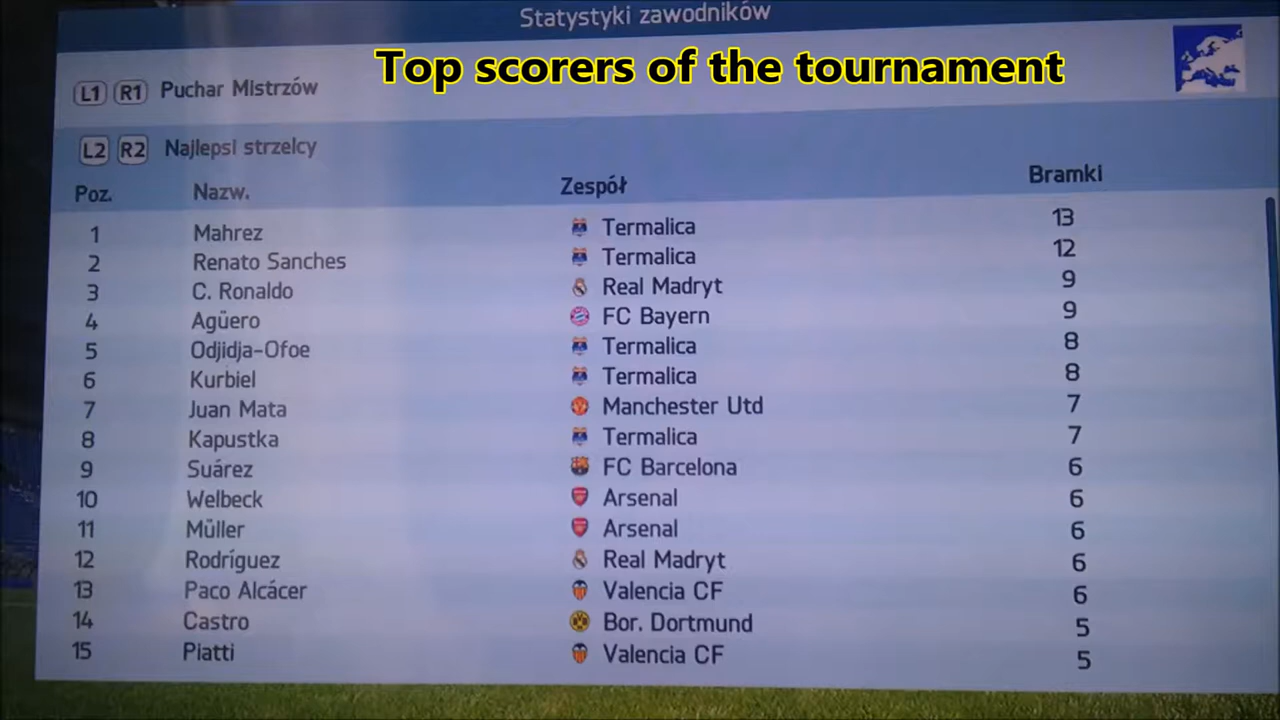 Statystyki zawodników
Top scorers of the tournament
L1 R1 Puchar Mistrzów
L2 R2 Najlepsi strzelcy
Poz. Nazw. Zespół Bramki
1 Mahrez Termalica 13
2 Renato Sanches Termalica 12
3 C. Ronaldo Real Madryt 9
4 Agüero FC Bayern 9
5 Odjidja-Ofoe Termalica 8
6 Kurbiel Termalica 8
7 Juan Mata Manchester Utd 7
8 Kapustka Termalica 7
9 Suárez FC Barcelona 6
10 Welbeck Arsenal 6
11 Müller Arsenal 6
12 Rodríguez Real Madryt 6
13 Paco Alcácer Valencia CF 6
14 Castro Bor. Dortmund 5
15 Piatti Valencia CF 5